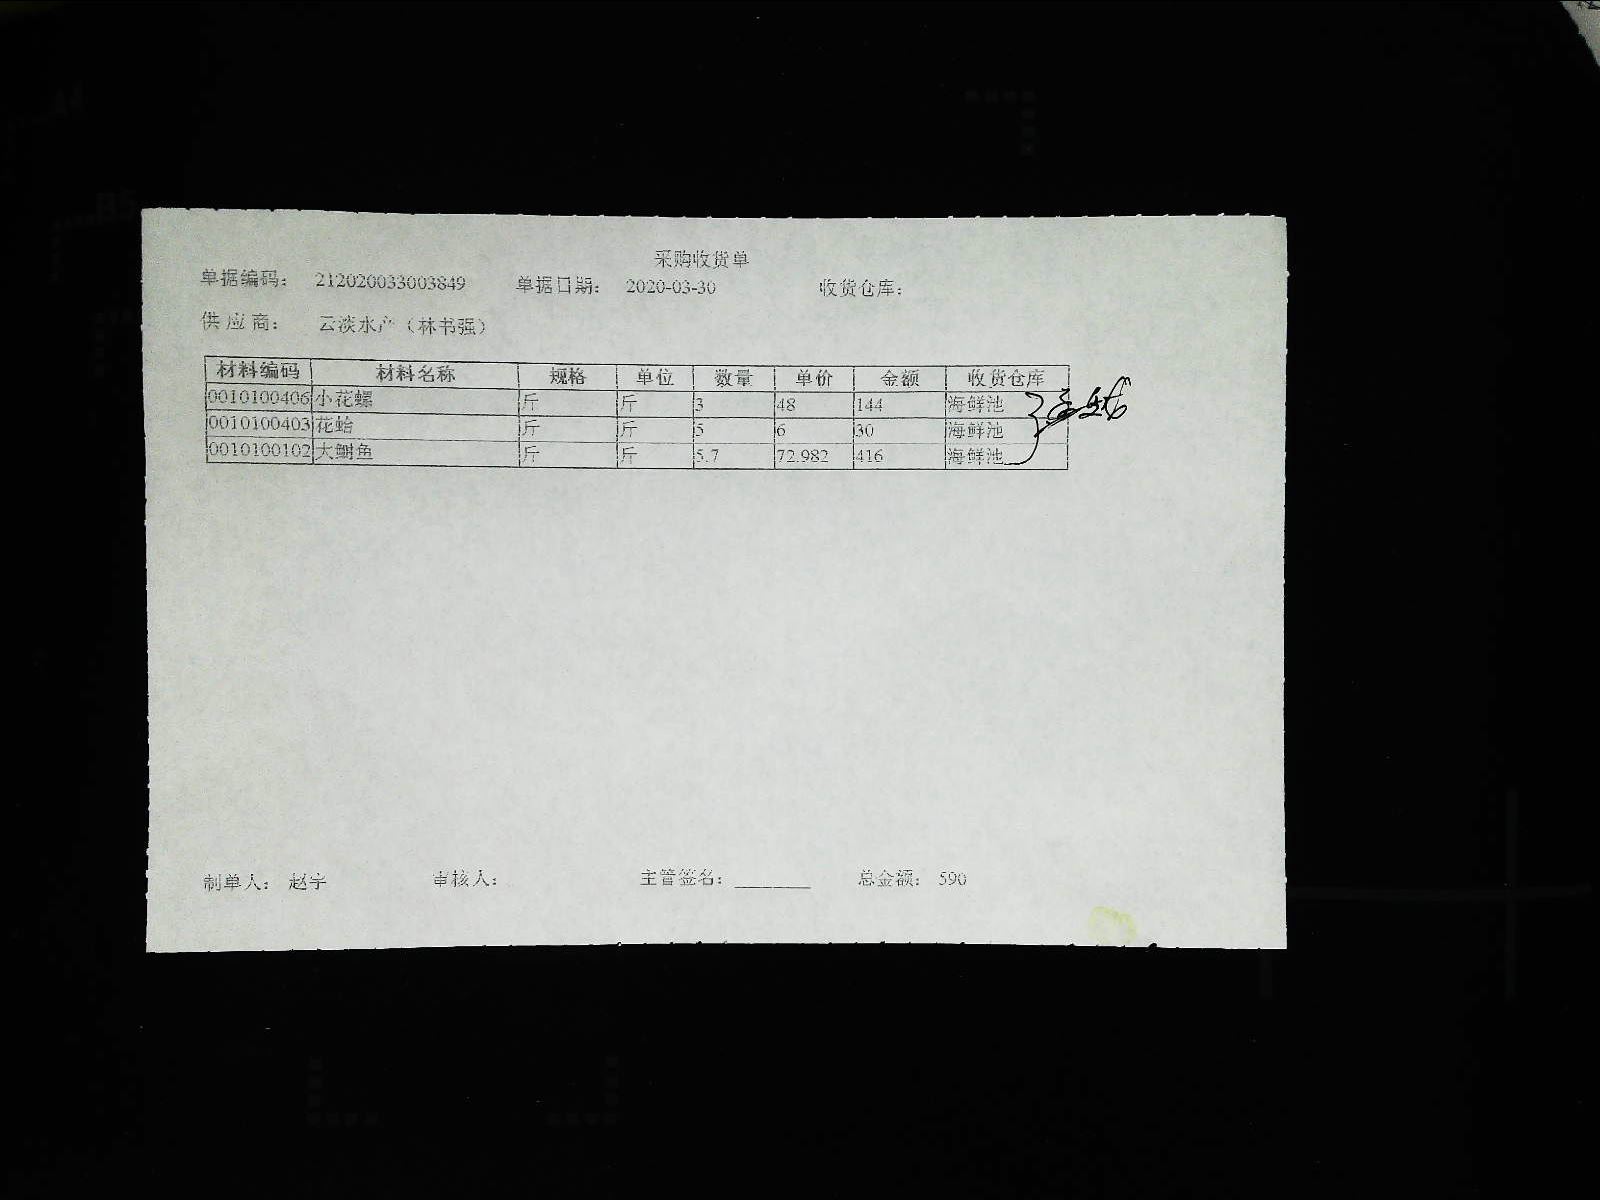 采购收货单
单据编码： 212020033003849 单据日期： 2020-03-30 收货仓库：
供 应 商： 云淡水产（林书强）
材料编码 材料名称 规格 单位 数量 单价 金额 收货仓库
0010100406 小花螺 斤 斤 3 48 144 海鲜池
0010100403 花蛤 斤 斤 5 6 30 海鲜池
0010100102 大鲷鱼 斤 斤 5.7 72.982 416 海鲜池
制单人： 赵宇 审核人： 主管签名：________ 总金额： 590